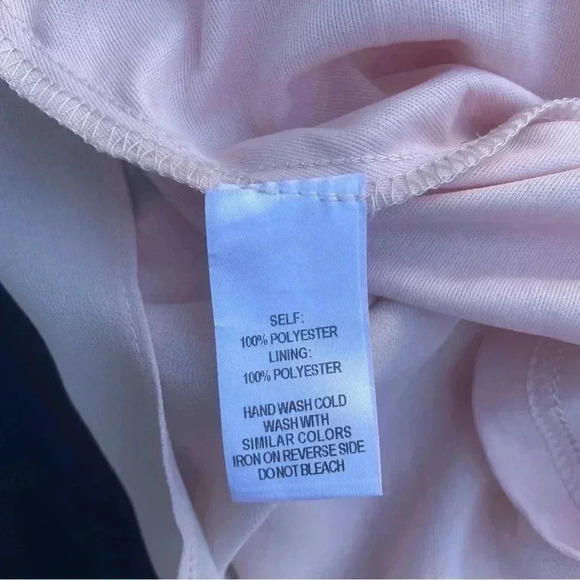 SELF:
100% POLYESTER
LINING:
100% POLYESTER
HAND WASH COLD
WASH WITH
SIMILAR COLORS
IRON ON REVERSE SIDE
DO NOT BLEACH